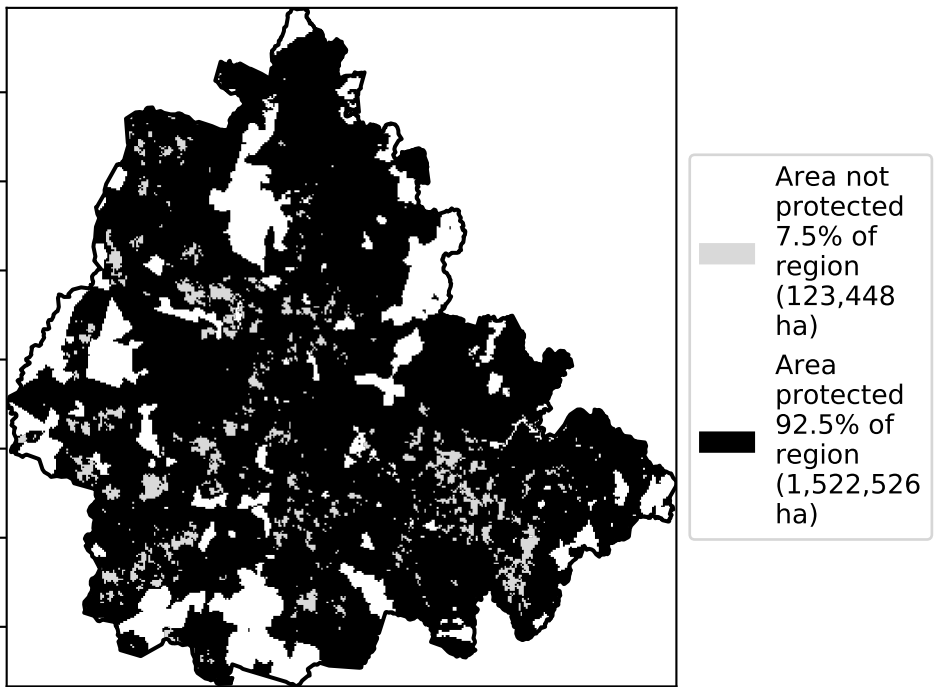 Area not
protected
7.5% of
region
(123,448
ha)
Area
protected
92.5% of
region
(1,522,526
ha)